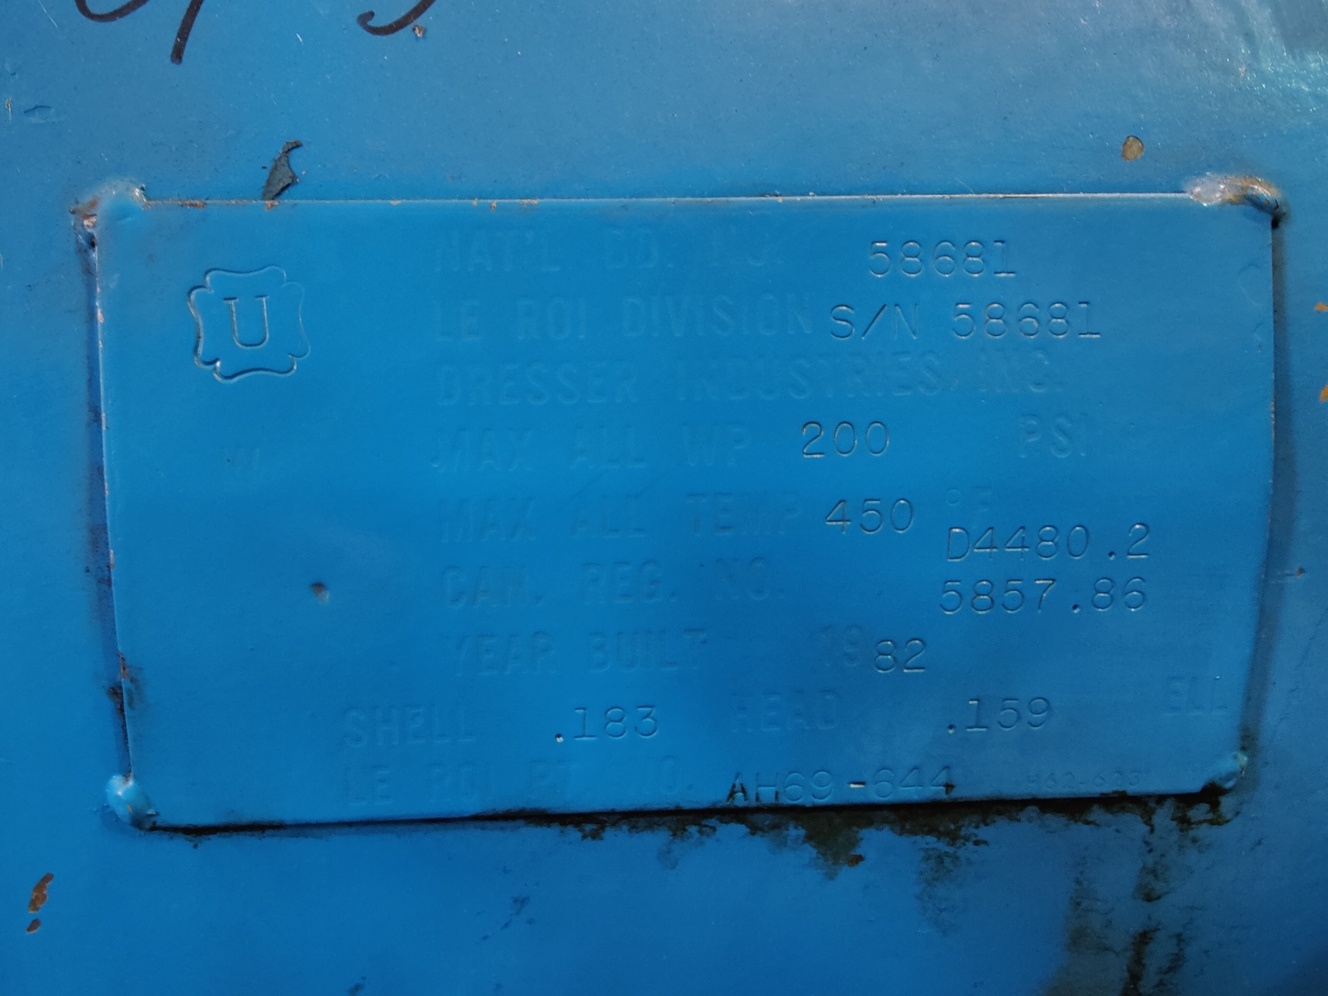 U
NAT'L BD. NO. 58681
LE ROI DIVISION S/N 58681
DRESSER INDUSTRIES, INC.
W
MAX ALL WP 200 PSI
MAX ALL TEMP 450 °F
D4480.2
CAN. REG. NO. 5857.86
YEAR BUILT 1982
SHELL .183 HEAD .159 ELL
LE ROI PT. NO. AH69-644